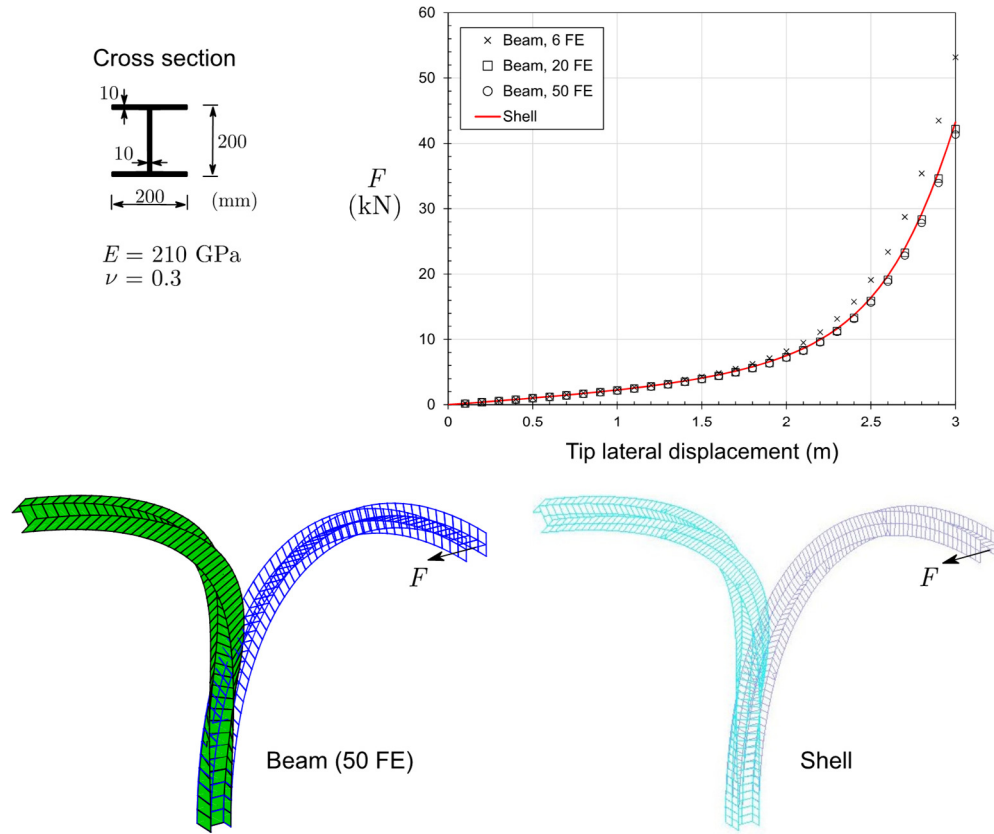 Cross section
10
10
200
200
(mm)
E = 210 GPa
ν = 0.3
60
50
40
30
20
10
0
F
(kN)
× Beam, 6 FE
□ Beam, 20 FE
○ Beam, 50 FE
Shell
0
0.5
1
1.5
2
2.5
3
Tip lateral displacement (m)
F
F
Beam (50 FE)
Shell